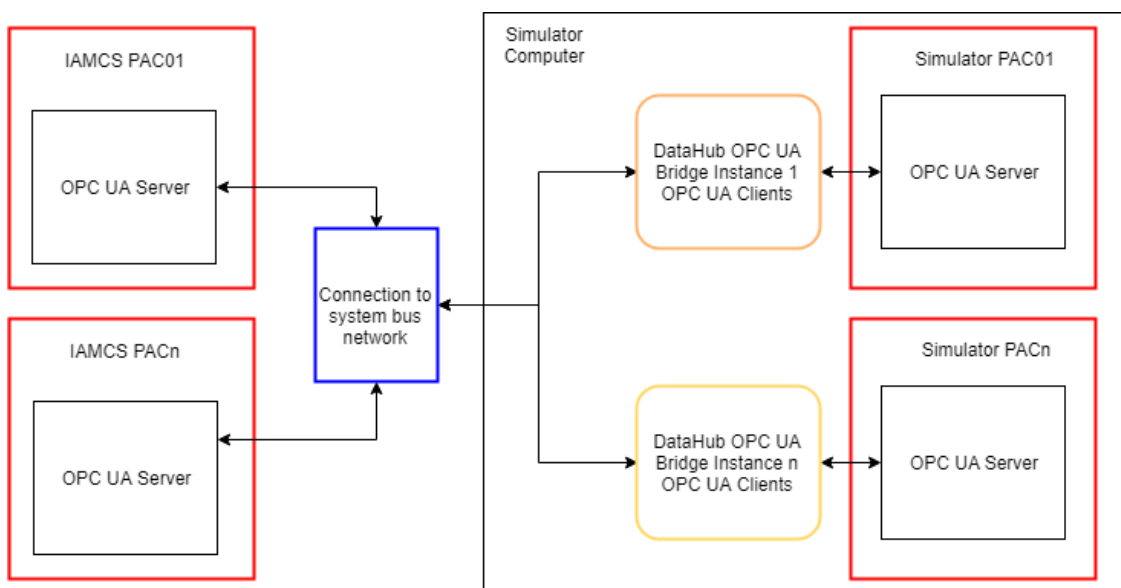 IAMCS PAC01
OPC UA Server
IAMCS PACn
OPC UA Server
Connection to
system bus
network
Simulator
Computer
DataHub OPC UA
Bridge Instance 1
OPC UA Clients
DataHub OPC UA
Bridge Instance n
OPC UA Clients
Simulator PAC01
OPC UA Server
Simulator PACn
OPC UA Server